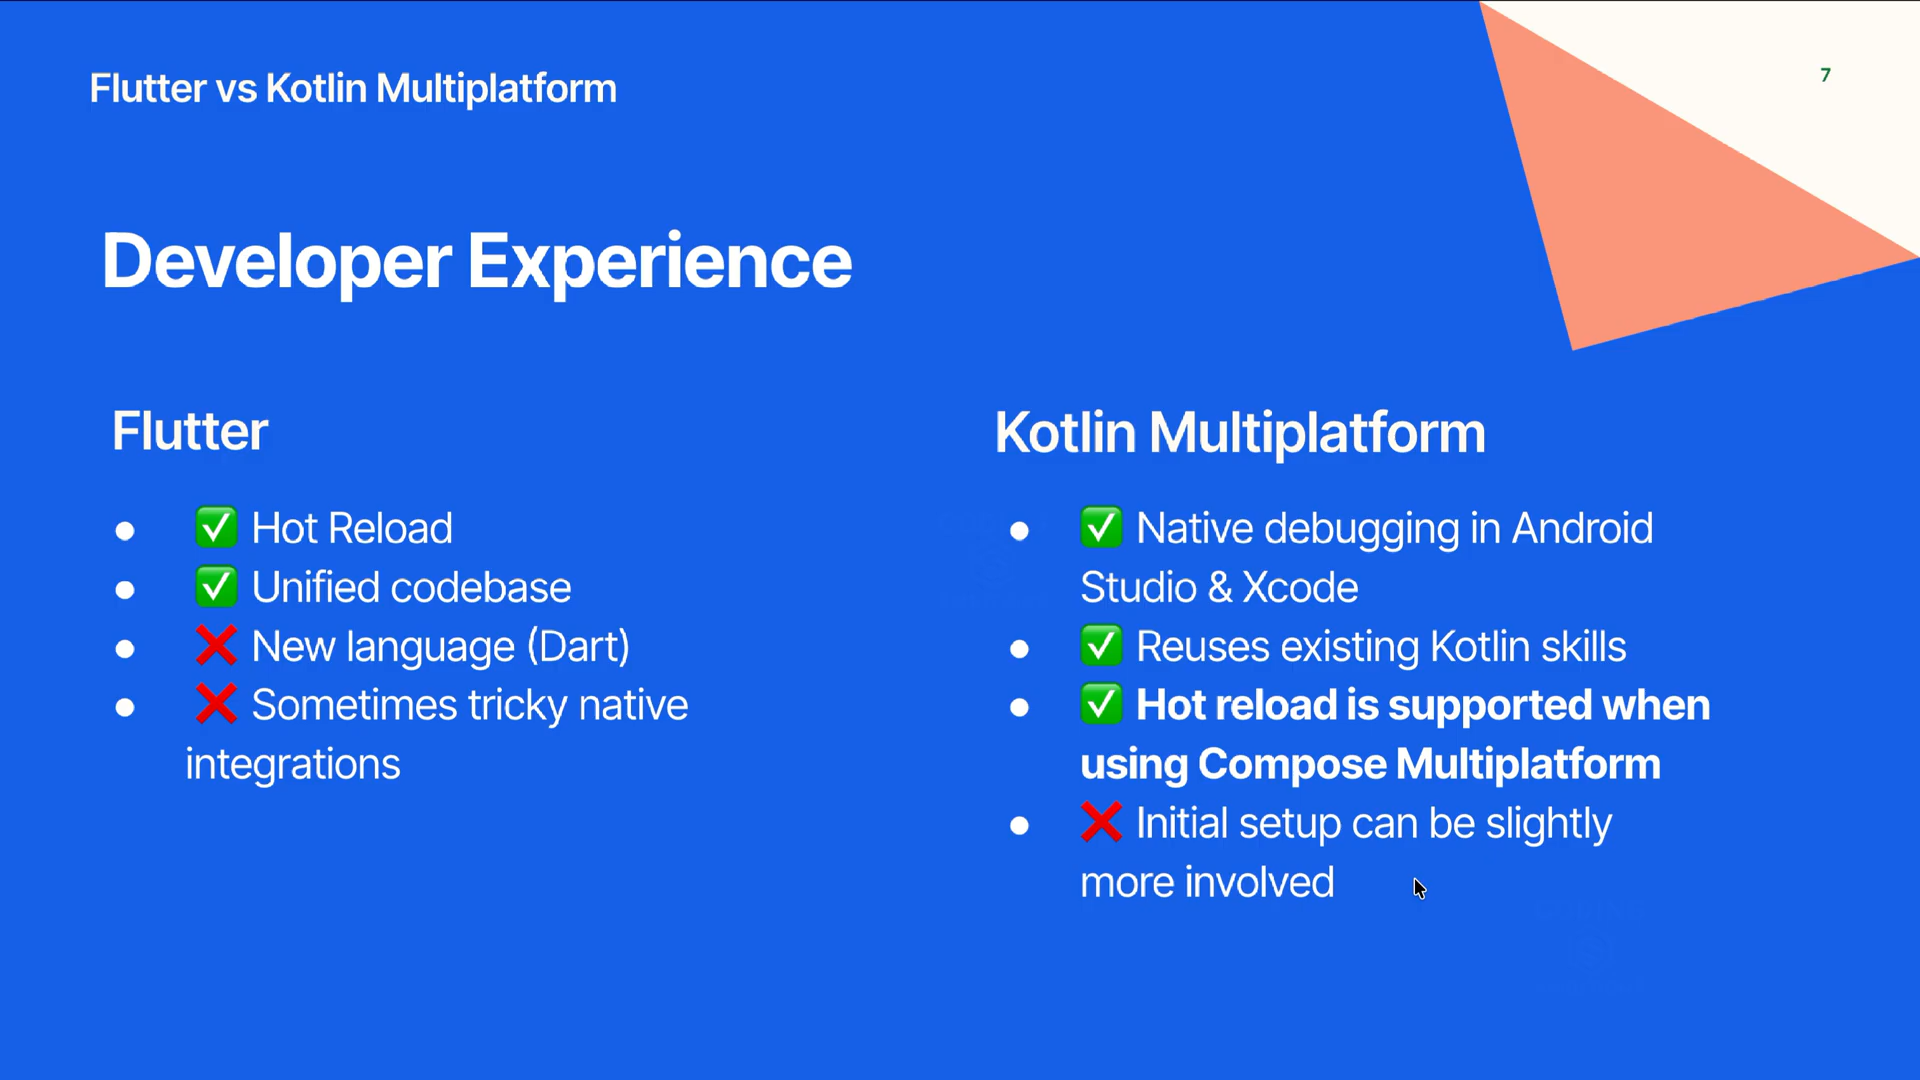 Flutter vs Kotlin Multiplatform
7
Developer Experience
Flutter
● ✅ Hot Reload
● ✅ Unified codebase
● ❌ New language (Dart)
● ❌ Sometimes tricky native
integrations
Kotlin Multiplatform
● ✅ Native debugging in Android
Studio & Xcode
● ✅ Reuses existing Kotlin skills
● ✅ Hot reload is supported when
using Compose Multiplatform
● ❌ Initial setup can be slightly
more involved